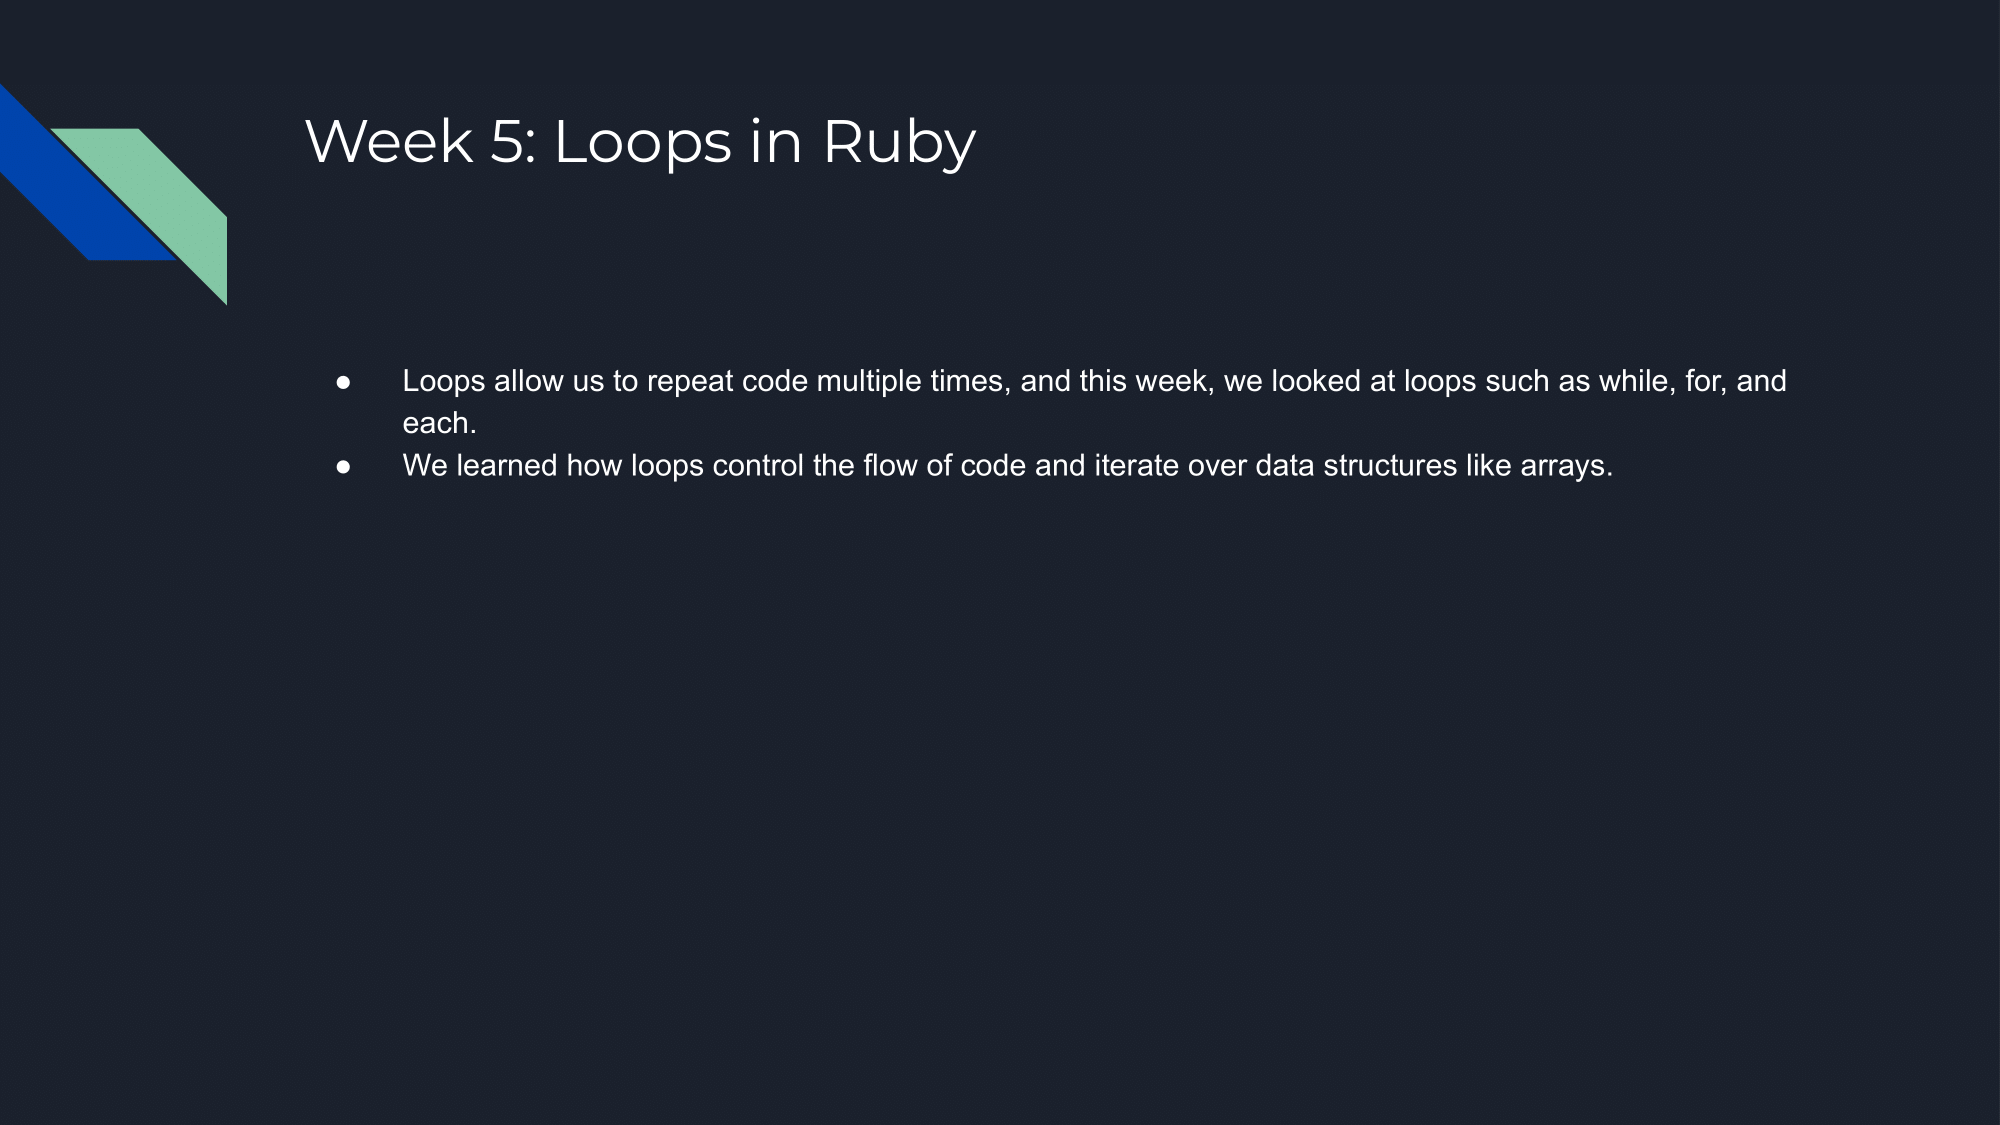 Week 5: Loops in Ruby
● Loops allow us to repeat code multiple times, and this week, we looked at loops such as while, for, and
each.
● We learned how loops control the flow of code and iterate over data structures like arrays.